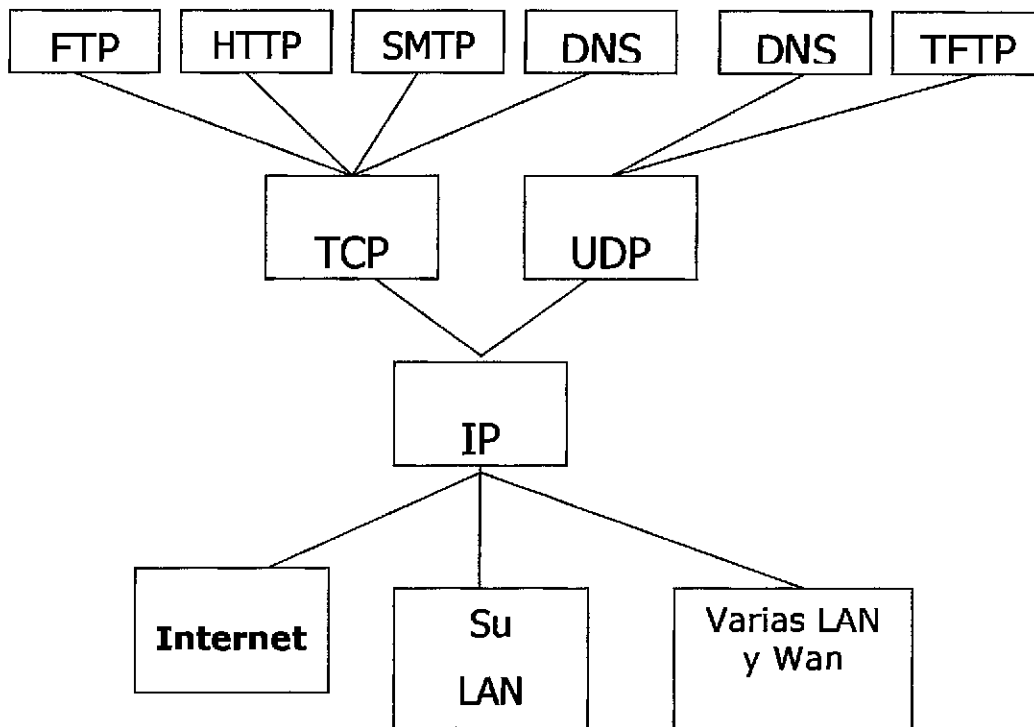 FTP HTTP SMTP DNS DNS TFTP
TCP UDP
IP
Internet
Su
LAN
Varias LAN
y Wan